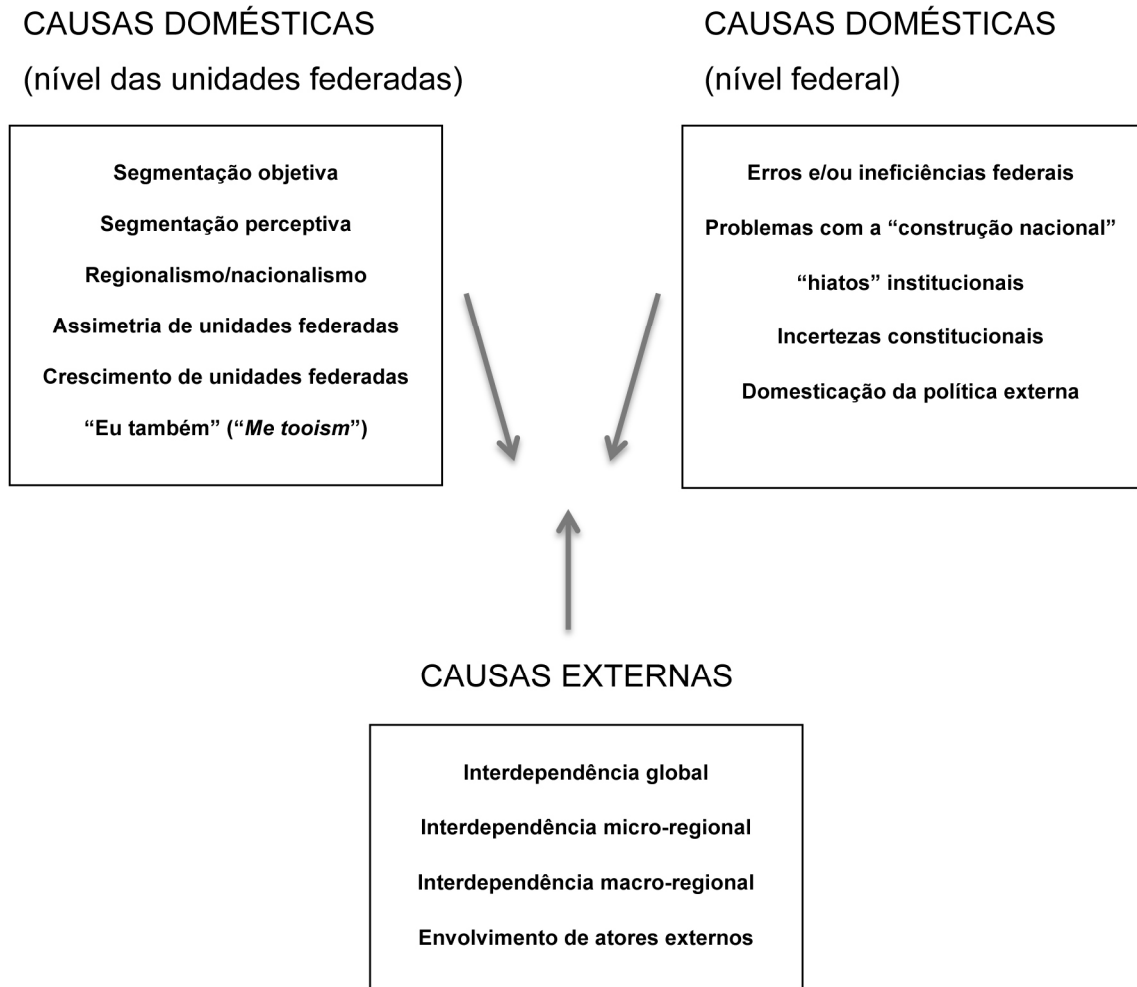 CAUSAS DOMÉSTICAS
(nível das unidades federadas)
Segmentação objetiva
Segmentação perceptiva
Regionalismo/nacionalismo
Assimetria de unidades federadas
Crescimento de unidades federadas
“Eu também” (“Me tooism”)
CAUSAS DOMÉSTICAS
(nível federal)
Erros e/ou ineficiências federais
Problemas com a “construção nacional”
“hiatos” institucionais
Incertezas constitucionais
Domesticação da política externa
CAUSAS EXTERNAS
Interdependência global
Interdependência micro-regional
Interdependência macro-regional
Envolvimento de atores externos